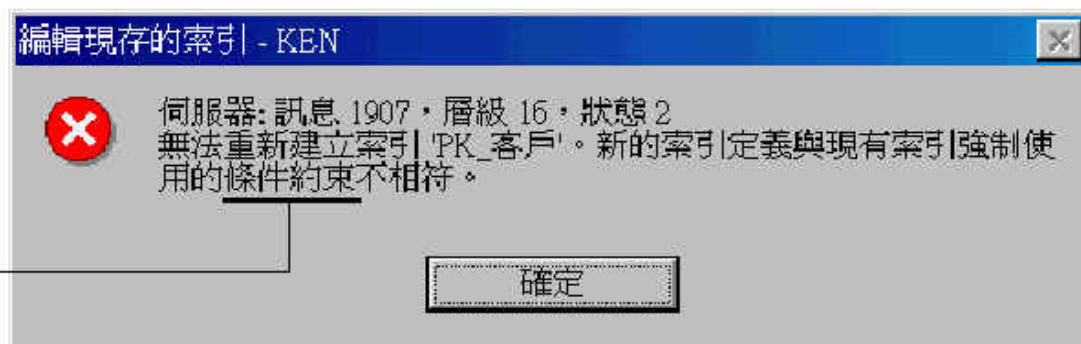 編輯現存的索引 - KEN
伺服器: 訊息 1907，層級 16，狀態 2
無法重新建立索引 'PK_客戶'。新的索引定義與現有索引強制使
用的條件約束不相符。
確定